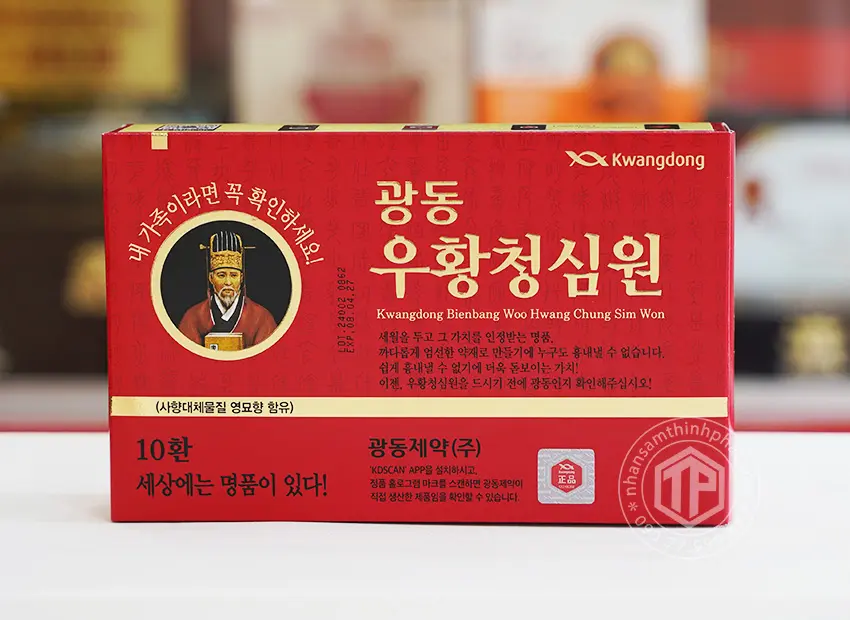 Kwangdong
내 가족이라면 꼭 확인하세요!
광동
우황청심원
Kwangdong Bienbang Woo Hwang Chung Sim Won
세월을 두고 그 가치를 인정받는 명품,
까다롭게 엄선한 약재로 만들기에 누구도 흉내낼 수 없습니다.
쉽게 흉내낼 수 없기에 더욱 돋보이는 가치!
이젠, 우황청심원을 드시기 전에 광동인지 확인해주십시오!
LOT. 24002 0862
EXP. 08.04.27
(사향대체물질 영묘향 함유)
10환
세상에는 명품이 있다!
광동제약(주)
'KDSCAN' APP을 설치하시고,
정품 홀로그램 마크를 스캔하면 광동제약이
직접 생산한 제품임을 확인할 수 있습니다.
正品
nhansamthinhph
TP